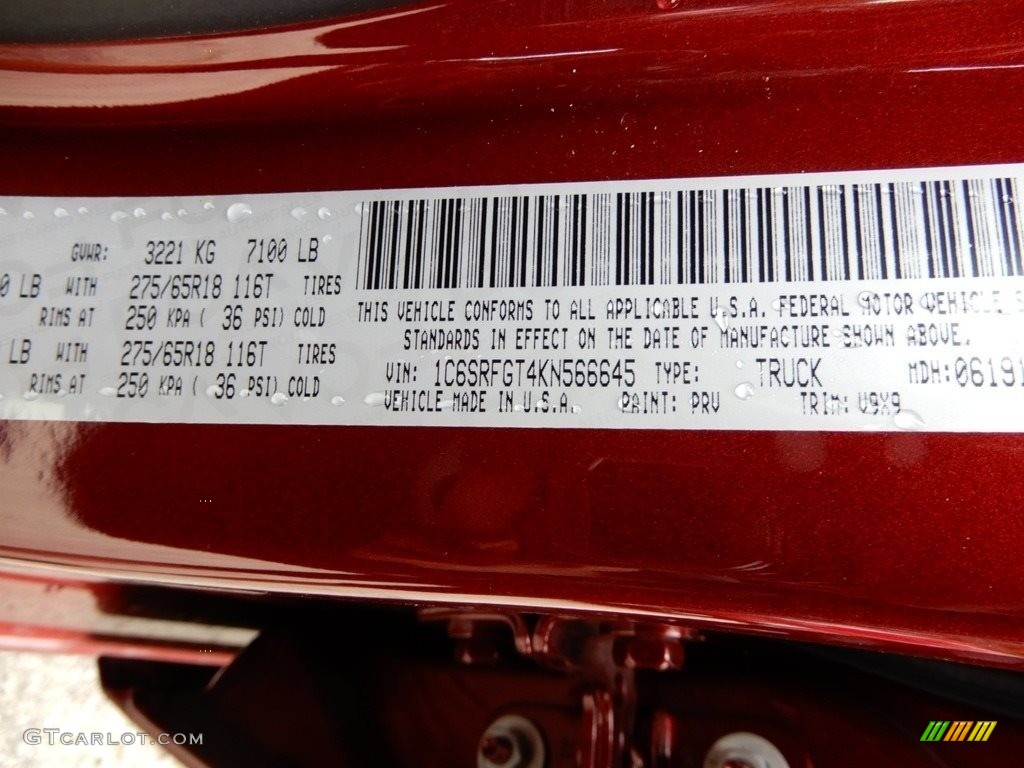 GVWR: 3221 KG 7100 LB
0 LB WITH 275/65R18 116T TIRES
RIMS AT 250 KPA ( 36 PSI) COLD
LB WITH 275/65R18 116T TIRES
RIMS AT 250 KPA ( 36 PSI) COLD
THIS VEHICLE CONFORMS TO ALL APPLICABLE U.S.A. FEDERAL MOTOR VEHICLE S
STANDARDS IN EFFECT ON THE DATE OF MANUFACTURE SHOWN ABOVE.
VIN: 1C6SRFGT4KN566645 TYPE: TRUCK MDH: 06191
VEHICLE MADE IN U.S.A. PAINT: PRV TRIM: V9X9
GTCARLOT.COM